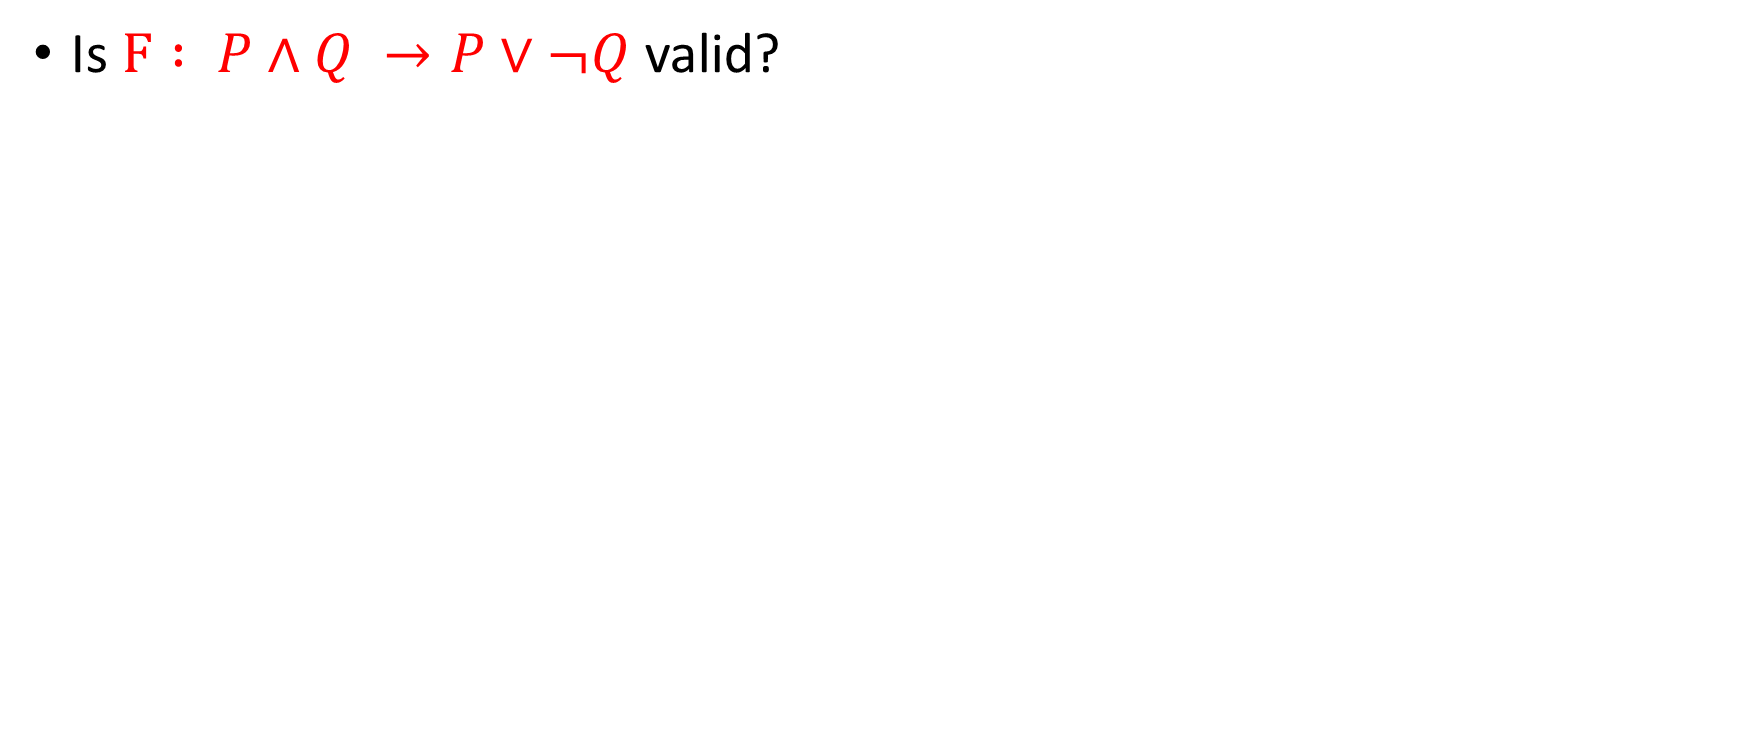 • Is F : P ∧ Q → P ∨ ¬Q valid?